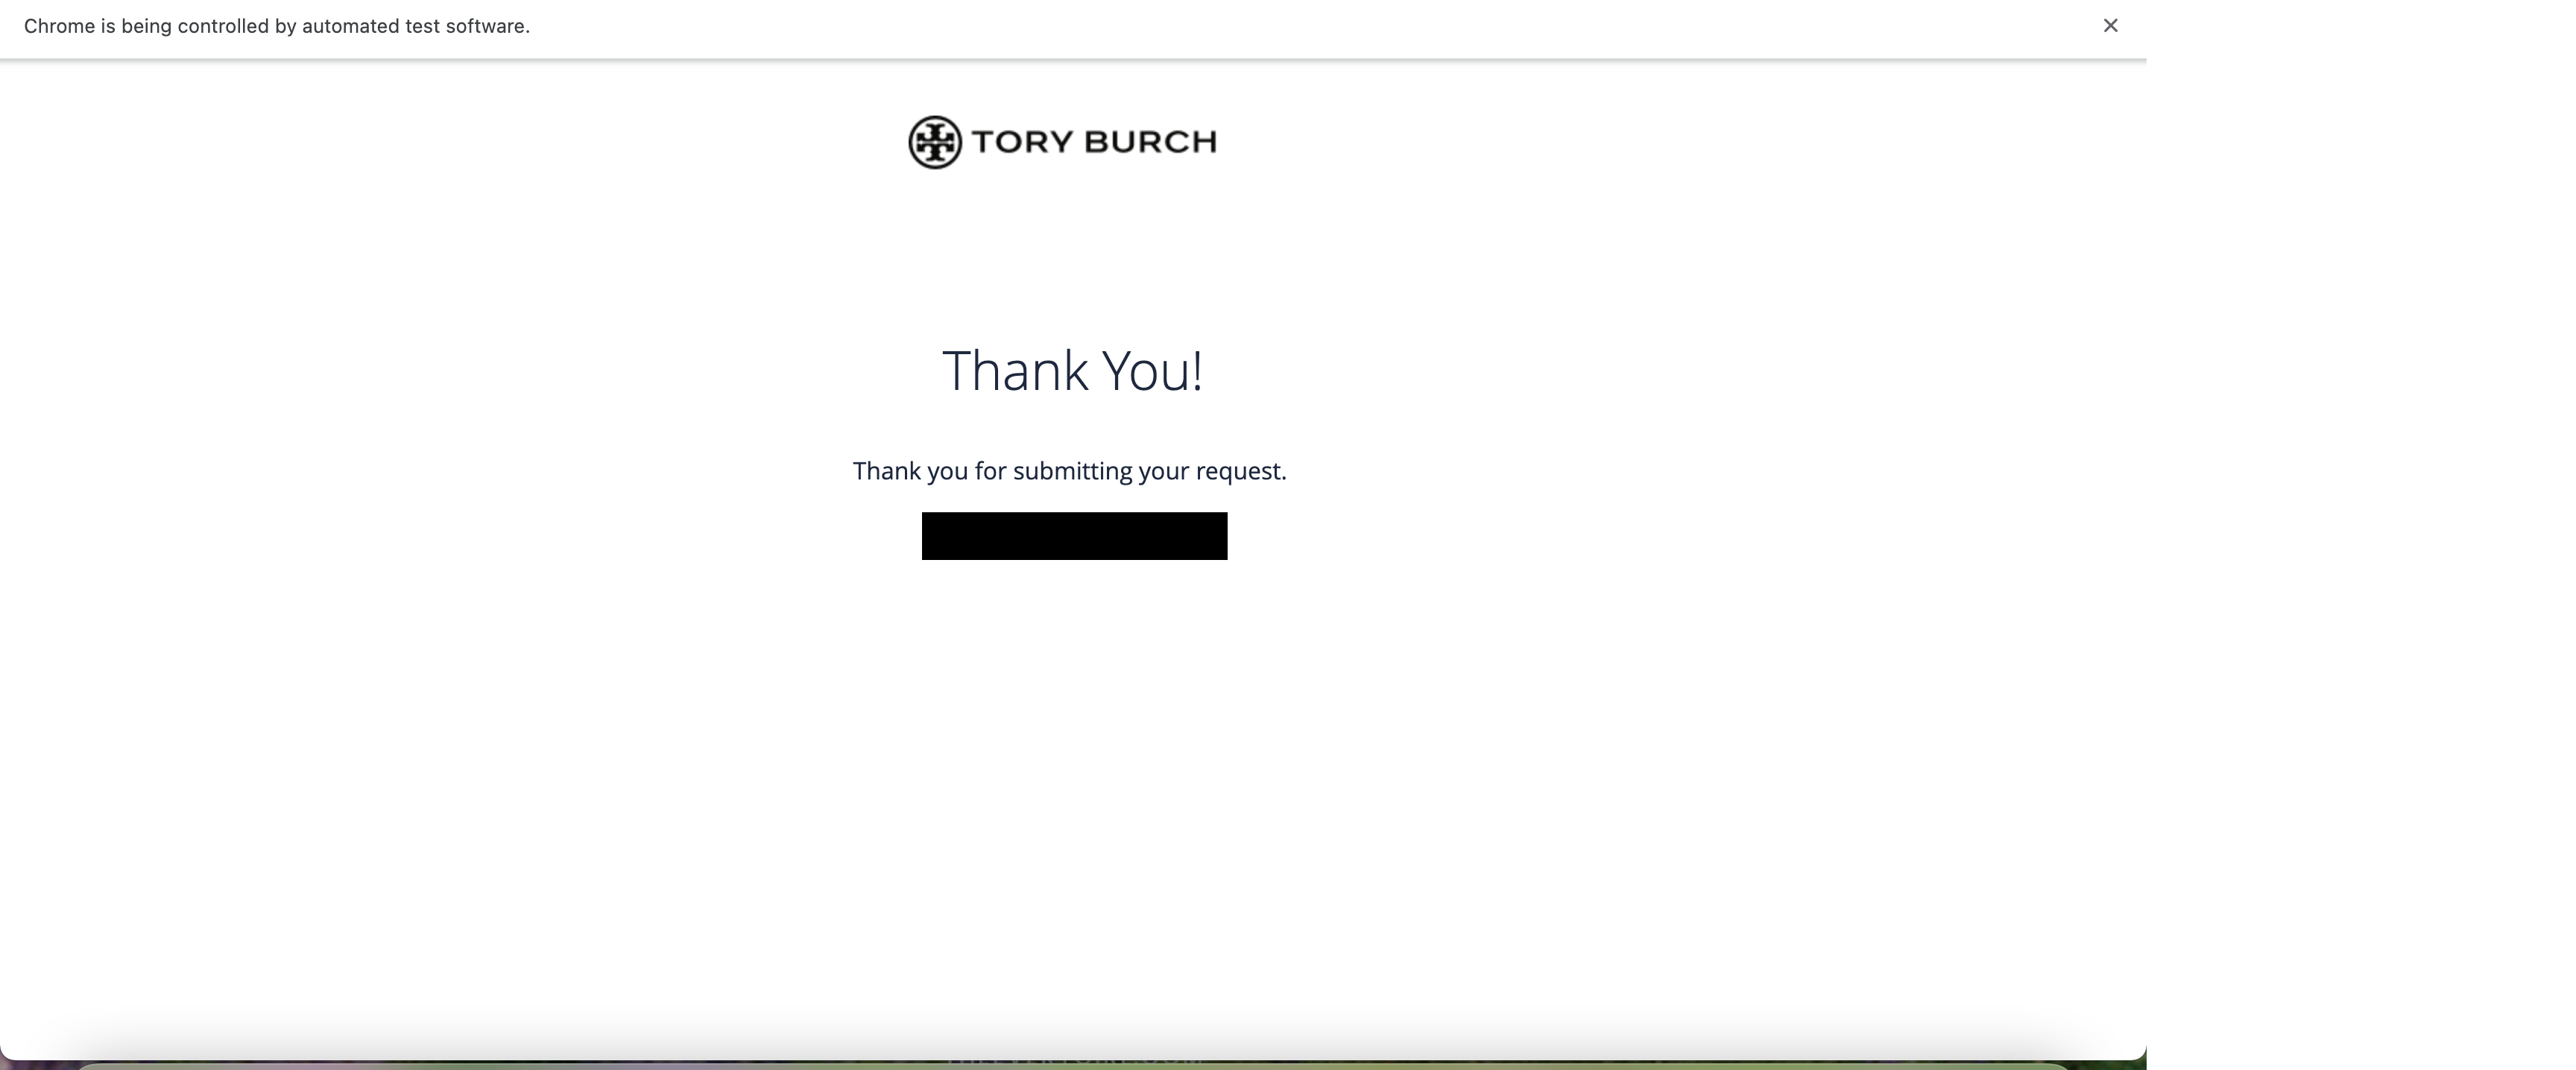 Chrome is being controlled by automated test software.
TORY BURCH
Thank You!
Thank you for submitting your request.